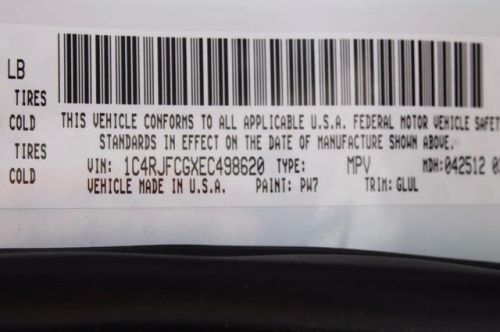 LB
TIRES
COLD THIS VEHICLE CONFORMS TO ALL APPLICABLE U.S.A. FEDERAL MOTOR VEHICLE SAFET
TIRES STANDARDS IN EFFECT ON THE DATE OF MANUFACTURE SHOWN ABOVE.
COLD VIN: 1C4RJFCGXEC498620 TYPE: MPV MDH:042512
VEHICLE MADE IN U.S.A. PAINT: PW7 TRIM: GLUL